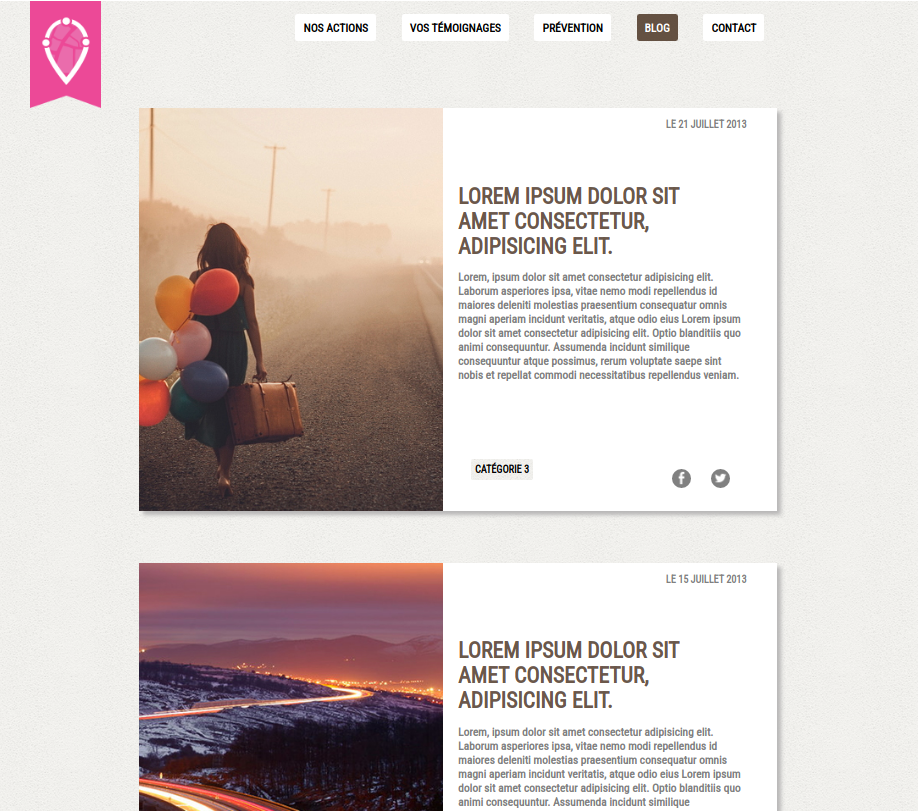 NOS ACTIONS
VOS TÉMOIGNAGES
PRÉVENTION
BLOG
CONTACT
LE 21 JUILLET 2013
LOREM IPSUM DOLOR SIT
AMET CONSECTETUR,
ADIPISICING ELIT.
Lorem, ipsum dolor sit amet consectetur adipisicing elit.
Laborum asperiores ipsa, vitae nemo modi repellendus id
maiores deleniti molestias praesentium consequatur omnis
magni aperiam incidunt veritatis, atque odio eius Lorem ipsum
dolor sit amet consectetur adipisicing elit. Optio blanditiis quo
animi consequuntur. Assumenda incidunt similique
consequuntur atque possimus, rerum voluptate saepe sint
nobis et repellat commodi necessitatibus repellendus veniam.
CATÉGORIE 3
LE 15 JUILLET 2013
LOREM IPSUM DOLOR SIT
AMET CONSECTETUR,
ADIPISICING ELIT.
Lorem, ipsum dolor sit amet consectetur adipisicing elit.
Laborum asperiores ipsa, vitae nemo modi repellendus id
maiores deleniti molestias praesentium consequatur omnis
magni aperiam incidunt veritatis, atque odio eius Lorem ipsum
dolor sit amet consectetur adipisicing elit. Optio blanditiis quo
animi consequuntur. Assumenda incidunt similique